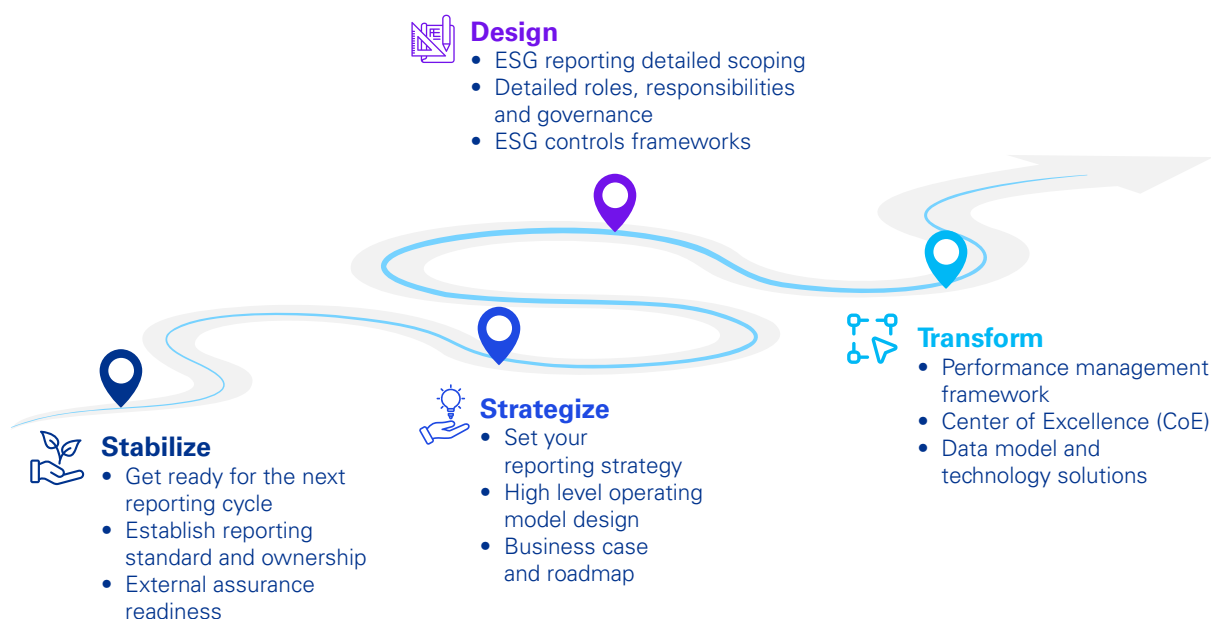 Design
• ESG reporting detailed scoping
• Detailed roles, responsibilities
and governance
• ESG controls frameworks
Stabilize
• Get ready for the next
reporting cycle
• Establish reporting
standard and ownership
• External assurance
readiness
Strategize
• Set your
reporting strategy
• High level operating
model design
• Business case
and roadmap
Transform
• Performance management
framework
• Center of Excellence (CoE)
• Data model and
technology solutions